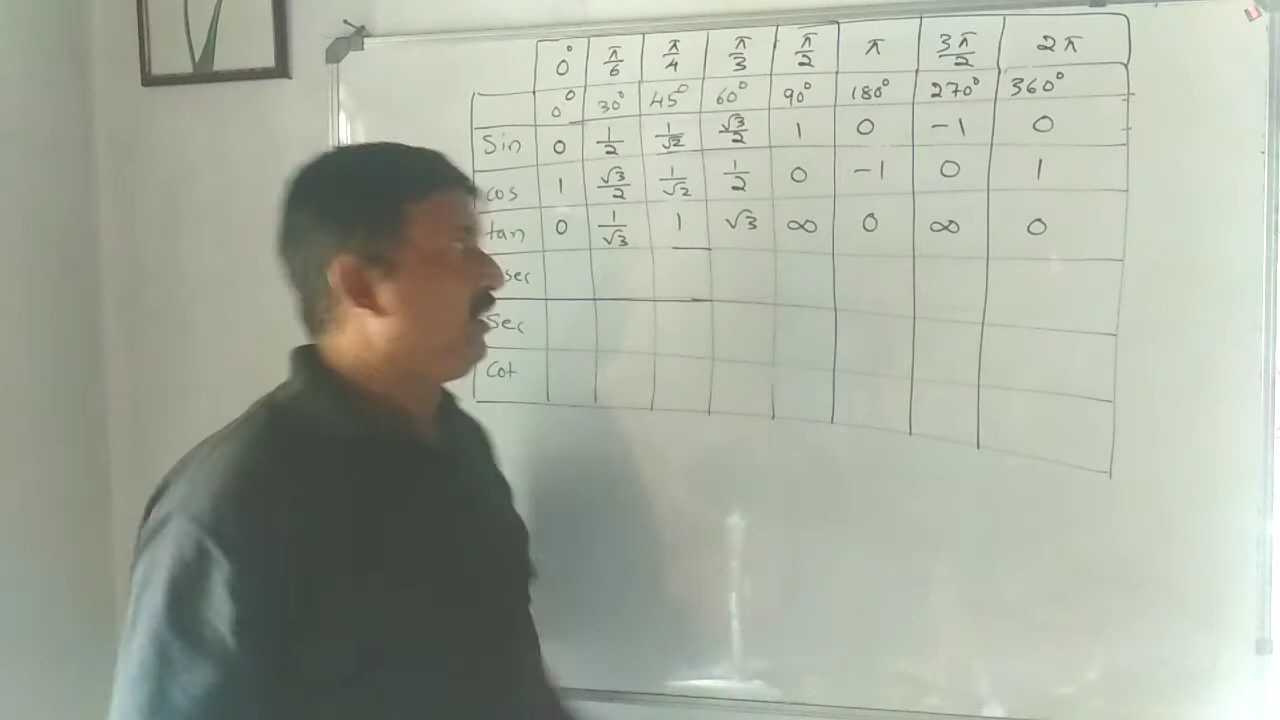 0° π/6 π/4 π/3 π/2 π 3π/2 2π
0° 30° 45° 60° 90° 180° 270° 360°
Sin 0 1/2 1/√2 √3/2 1 0 -1 0
cos 1 √3/2 1/√2 1/2 0 -1 0 1
tan 0 1/√3 1 √3 ∞ 0 ∞ 0
sec
Sec
Cot